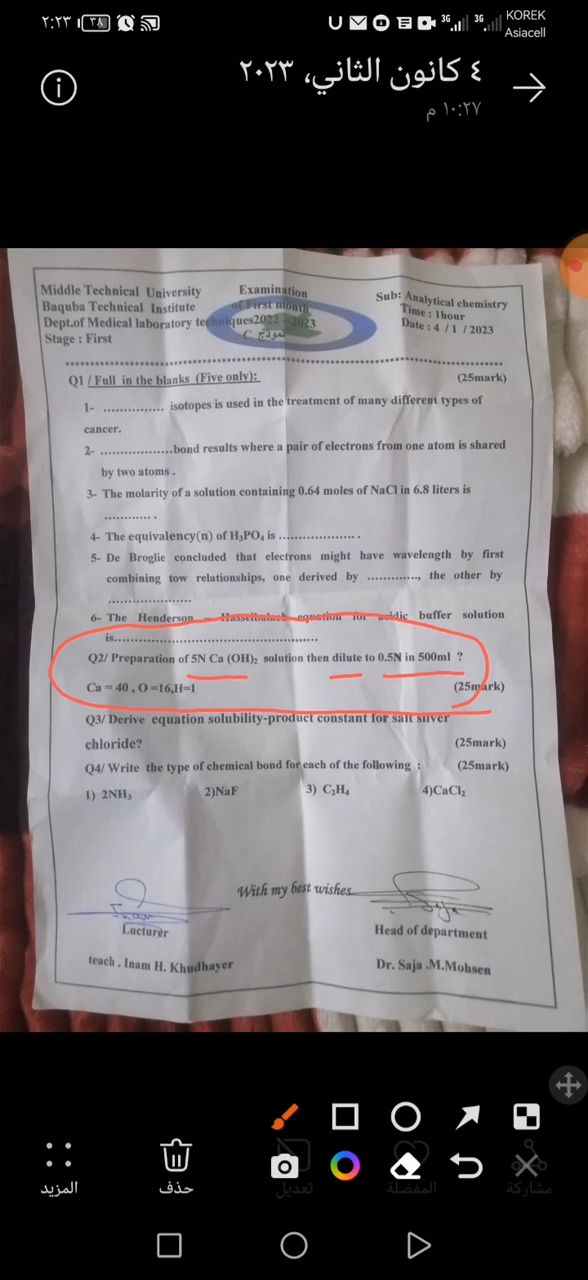 ٢:٢٣
٣٨
3G
3G
KOREK
Asiacell
٤ كانون الثاني، ٢٠٢٣
١٠:٢٧ م
Middle Technical University
Baquba Technical Institute
Dept.of Medical laboratory techniques2022 – 2023
Stage : First
Examination
of First month
نموذج C
Sub: Analytical chemistry
Time : 1hour
Date : 4 / 1 / 2023
Q1 / Full in the blanks (Five only): (25mark)
1- ............... isotopes is used in the treatment of many different types of
cancer.
2- ..................bond results where a pair of electrons from one atom is shared
by two atoms .
3- The molarity of a solution containing 0.64 moles of NaCl in 6.8 liters is
............ .
4- The equivalency(n) of H₃PO₄ is ................... .
5- De Broglie concluded that electrons might have wavelength by first
combining tow relationships, one derived by ............., the other by
.....................
6- The Henderson – Hasselbalch equation for acidic buffer solution
is.....................................................
Q2/ Preparation of 5N Ca (OH)₂ solution then dilute to 0.5N in 500ml ?
Ca = 40 , O =16,H=1 (25mark)
Q3/ Derive equation solubility-product constant for salt silver
chloride? (25mark)
Q4/ Write the type of chemical bond for each of the following : (25mark)
1) 2NH₃ 2)NaF 3) C₂H₄ 4)CaCl₂
With my best wishes
Lucturer
Head of department
teach . Inam H. Khudhayer
Dr. Saja .M.Mohsen
المزيد
حذف
تعديل
المفضلة
مشاركة